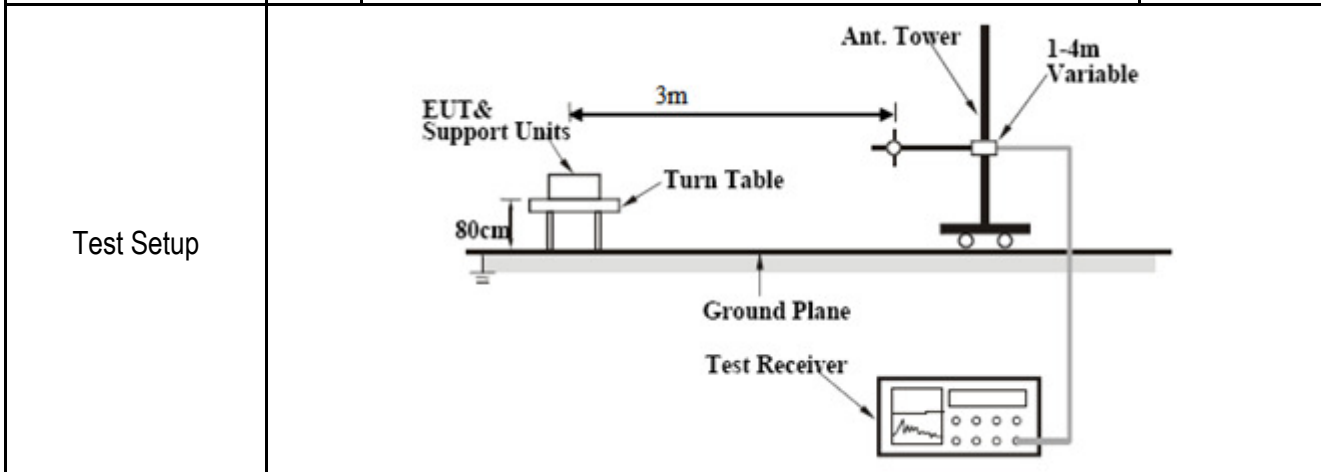 Test Setup
Ant. Tower
1-4m
Variable
3m
EUT&
Support Units
Turn Table
80cm
Ground Plane
Test Receiver